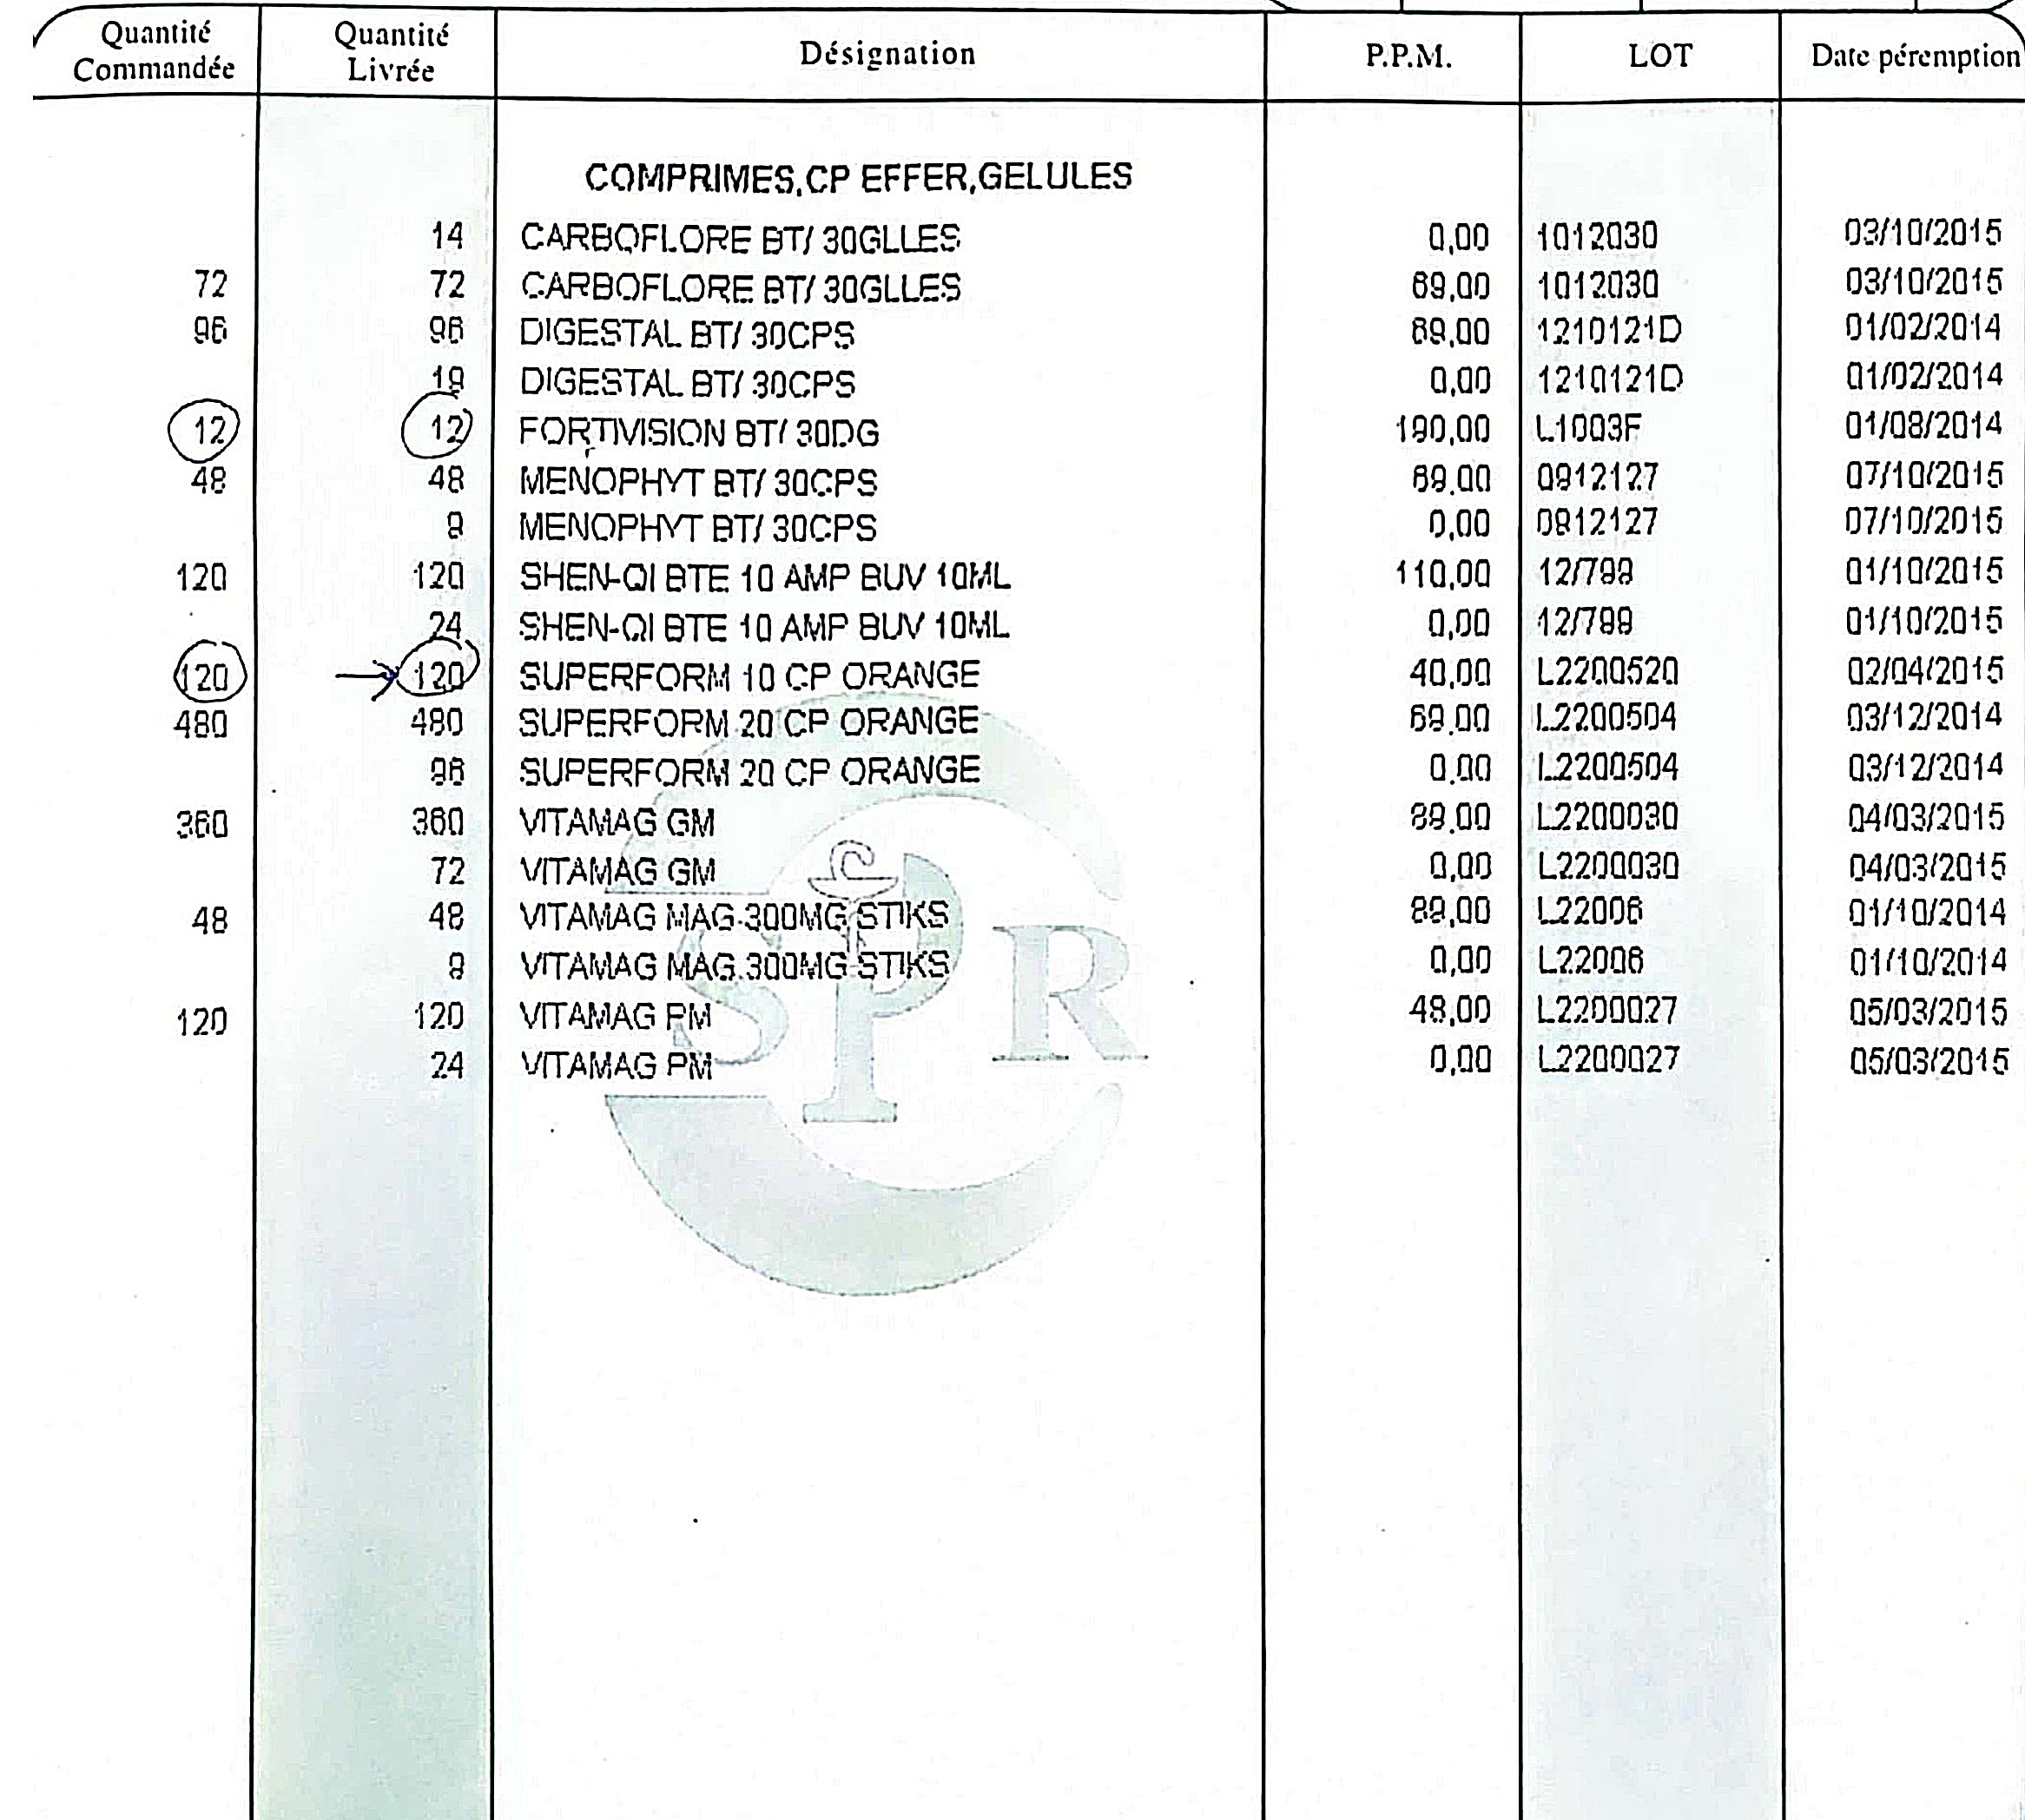 Quantité Commandée Quantité Livrée Désignation P.P.M. LOT Date péremption
COMPRIMES,CP EFFER,GELULES
14 CARBOFLORE BT/ 30GLLES 0,00 1012030 03/10/2015
72 72 CARBOFLORE BT/ 30GLLES 69,00 1012030 03/10/2015
96 96 DIGESTAL BT/ 30CPS 69,00 1210121D 01/02/2014
19 DIGESTAL BT/ 30CPS 0,00 1210121D 01/02/2014
12 12 FORTIVISION BT/ 30DG 190,00 L1003F 01/08/2014
48 48 MENOPHYT BT/ 30CPS 69,00 0912127 07/10/2015
9 MENOPHYT BT/ 30CPS 0,00 0912127 07/10/2015
120 120 SHEN-QI BTE 10 AMP BUV 10ML 110,00 12/799 01/10/2015
24 SHEN-QI BTE 10 AMP BUV 10ML 0,00 12/799 01/10/2015
120 120 SUPERFORM 10 CP ORANGE 40,00 L2200520 02/04/2015
480 480 SUPERFORM 20 CP ORANGE 69,00 L2200504 03/12/2014
96 SUPERFORM 20 CP ORANGE 0,00 L2200504 03/12/2014
360 360 VITAMAG GM 89,00 L2200030 04/03/2015
72 VITAMAG GM 0,00 L2200030 04/03/2015
48 48 VITAMAG MAG.300MG STIKS 89,00 L22006 01/10/2014
9 VITAMAG MAG.300MG STIKS 0,00 L22006 01/10/2014
120 120 VITAMAG PM 48,00 L2200027 05/03/2015
24 VITAMAG PM 0,00 L2200027 05/03/2015
SPR